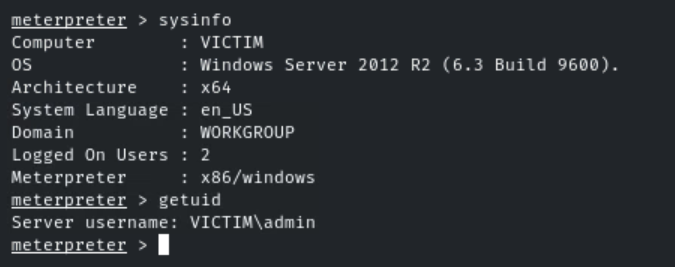 meterpreter > sysinfo
Computer        : VICTIM
OS              : Windows Server 2012 R2 (6.3 Build 9600).
Architecture    : x64
System Language : en_US
Domain          : WORKGROUP
Logged On Users : 2
Meterpreter     : x86/windows
meterpreter > getuid
Server username: VICTIM\admin
meterpreter >